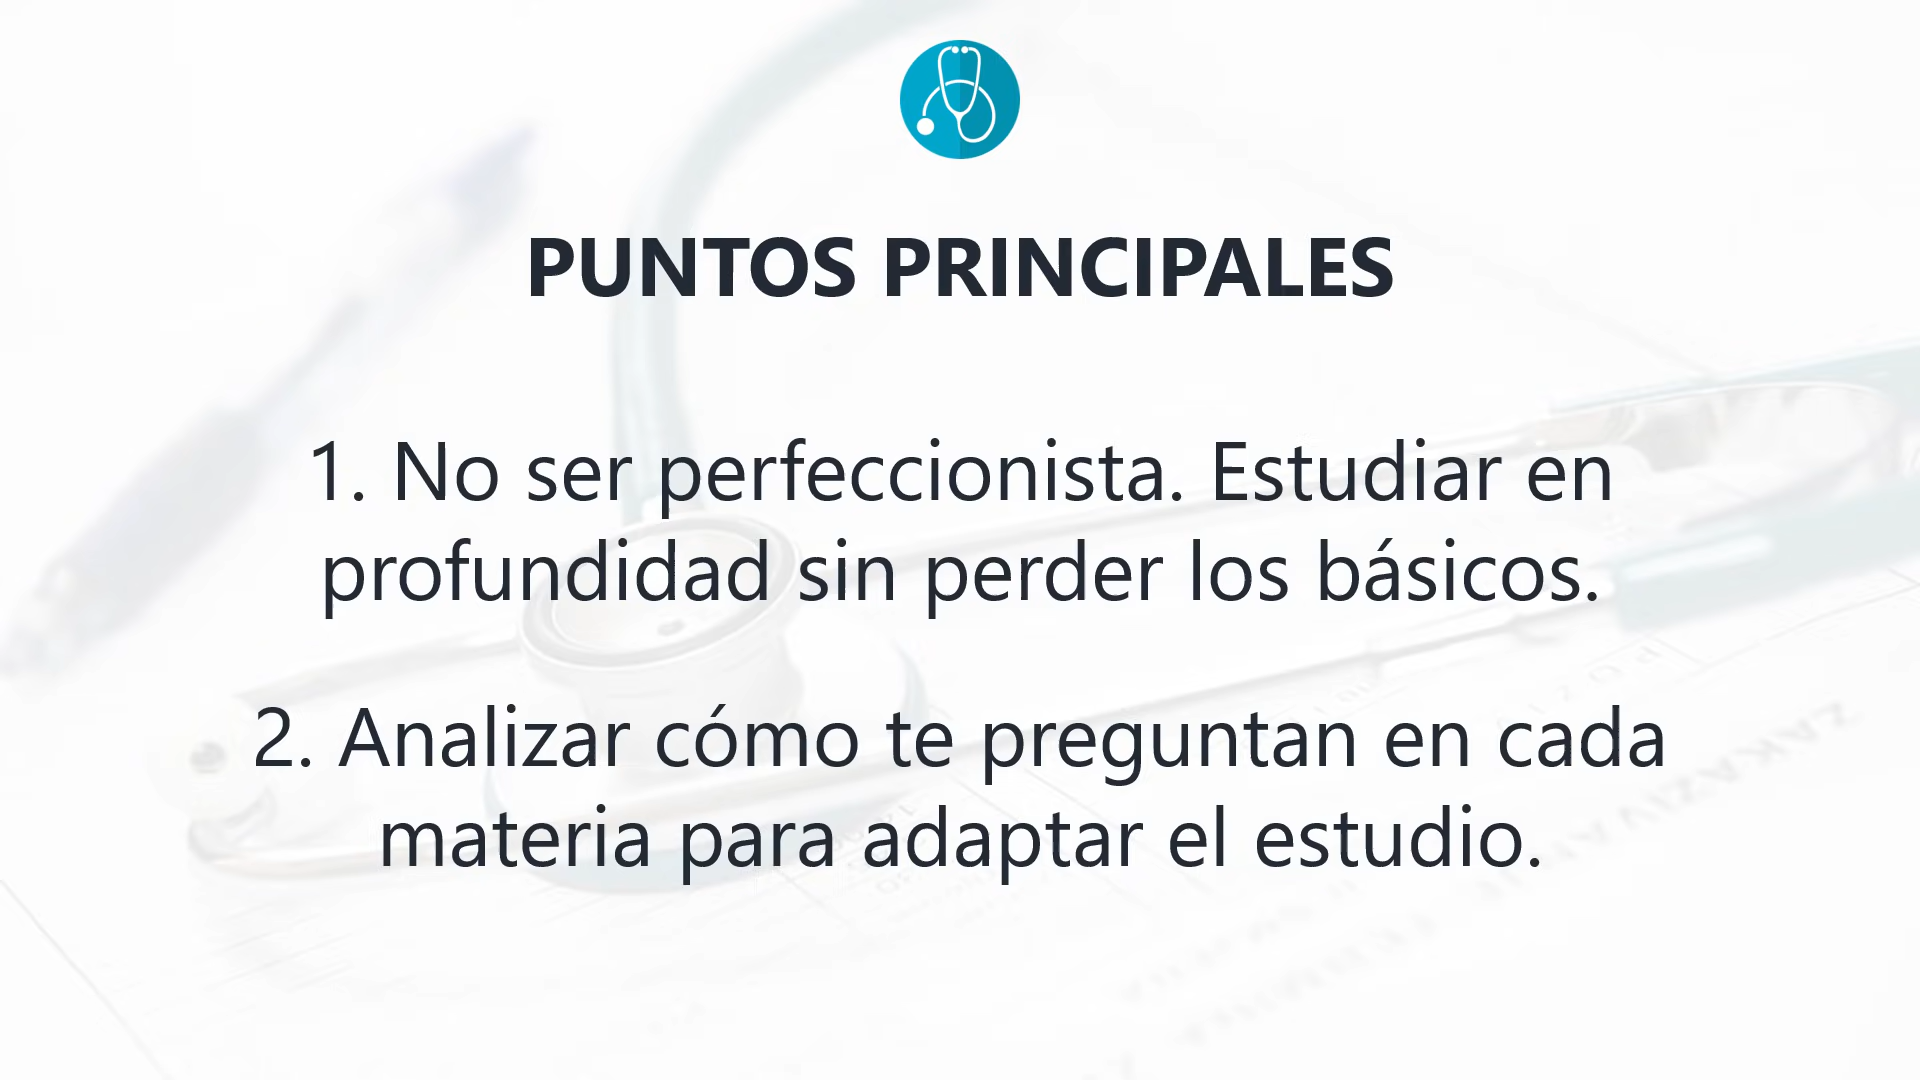 PUNTOS PRINCIPALES
1. No ser perfeccionista. Estudiar en
profundidad sin perder los básicos.
2. Analizar cómo te preguntan en cada
materia para adaptar el estudio.